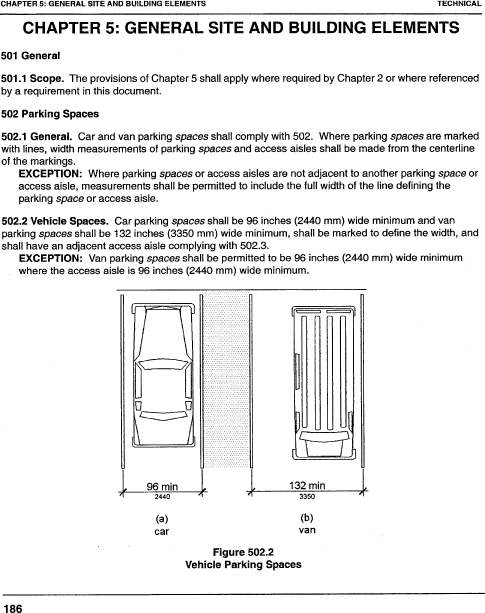 CHAPTER 5: GENERAL SITE AND BUILDING ELEMENTS TECHNICAL
CHAPTER 5: GENERAL SITE AND BUILDING ELEMENTS
501 General
501.1 Scope. The provisions of Chapter 5 shall apply where required by Chapter 2 or where referenced
by a requirement in this document.
502 Parking Spaces
502.1 General. Car and van parking spaces shall comply with 502. Where parking spaces are marked
with lines, width measurements of parking spaces and access aisles shall be made from the centerline
of the markings.
EXCEPTION: Where parking spaces or access aisles are not adjacent to another parking space or
access aisle, measurements shall be permitted to include the full width of the line defining the
parking space or access aisle.
502.2 Vehicle Spaces. Car parking spaces shall be 96 inches (2440 mm) wide minimum and van
parking spaces shall be 132 inches (3350 mm) wide minimum, shall be marked to define the width, and
shall have an adjacent access aisle complying with 502.3.
EXCEPTION: Van parking spaces shall be permitted to be 96 inches (2440 mm) wide minimum
where the access aisle is 96 inches (2440 mm) wide minimum.
96 min 132 min
2440 3350
(a) (b)
car van
Figure 502.2
Vehicle Parking Spaces
186